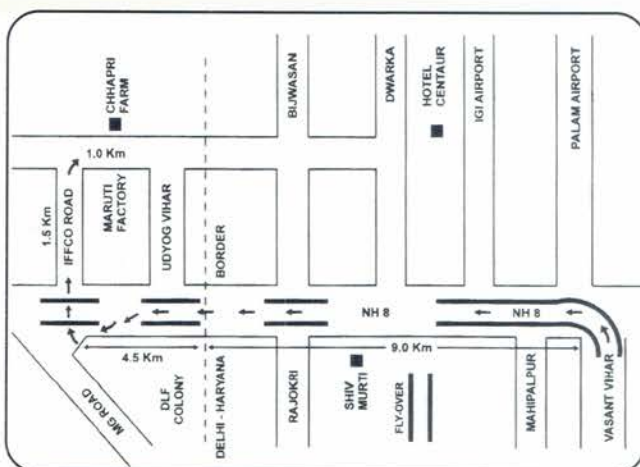 CHHAPRI
FARM
BIJWASAN
DWARKA
HOTEL
CENTAUR
IGI AIRPORT
PALAM AIRPORT
1.0 Km
1.5 Km
IFFCO ROAD
MARUTI
FACTORY
UDYOG VIHAR
BORDER
NH 8
NH 8
4.5 Km
9.0 Km
MG ROAD
DLF
COLONY
DELHI - HARYANA
RAJOKRI
SHIV
MURTI
FLY-OVER
MAHIPALPUR
VASANT VIHAR